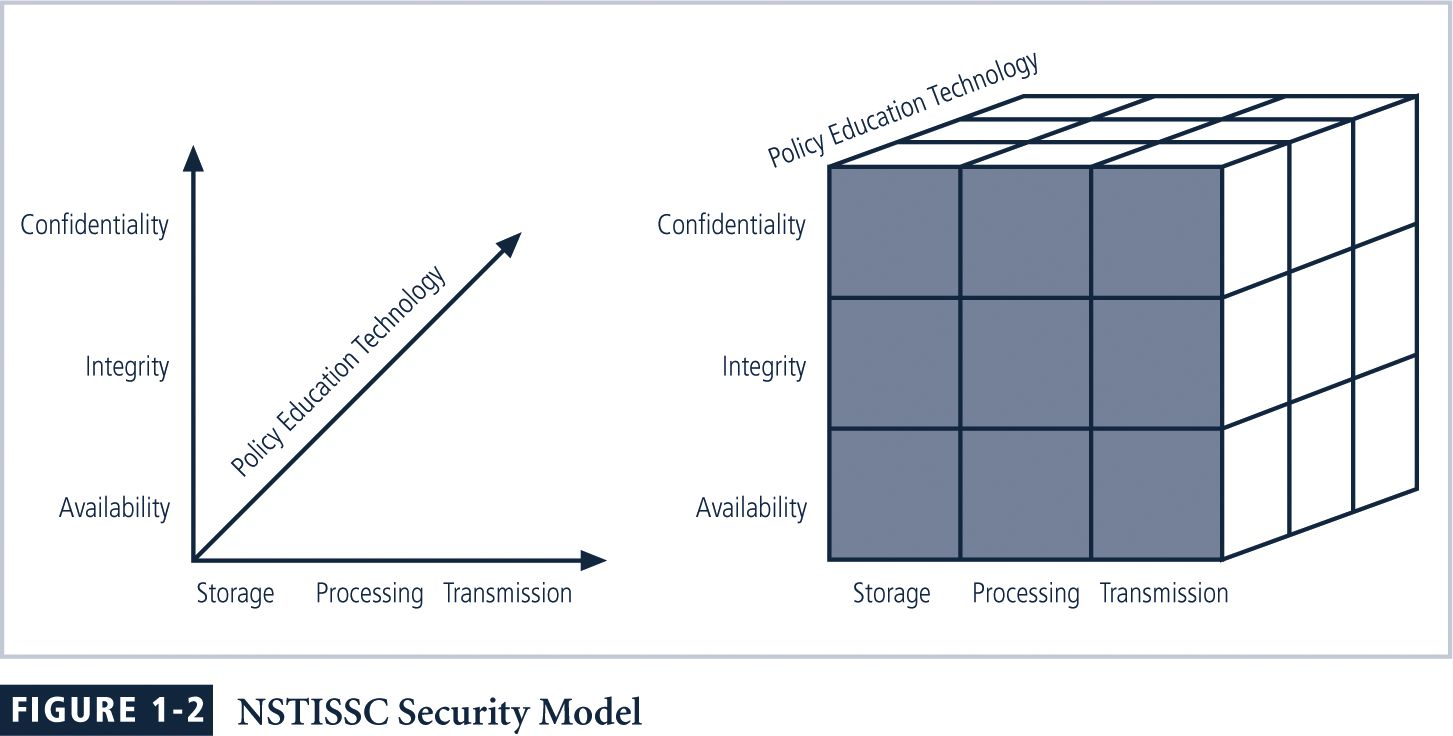 Policy Education Technology
Confidentiality
Integrity
Availability
Storage Processing Transmission
Policy Education Technology
Confidentiality
Integrity
Availability
Storage Processing Transmission
FIGURE 1-2 NSTISSC Security Model